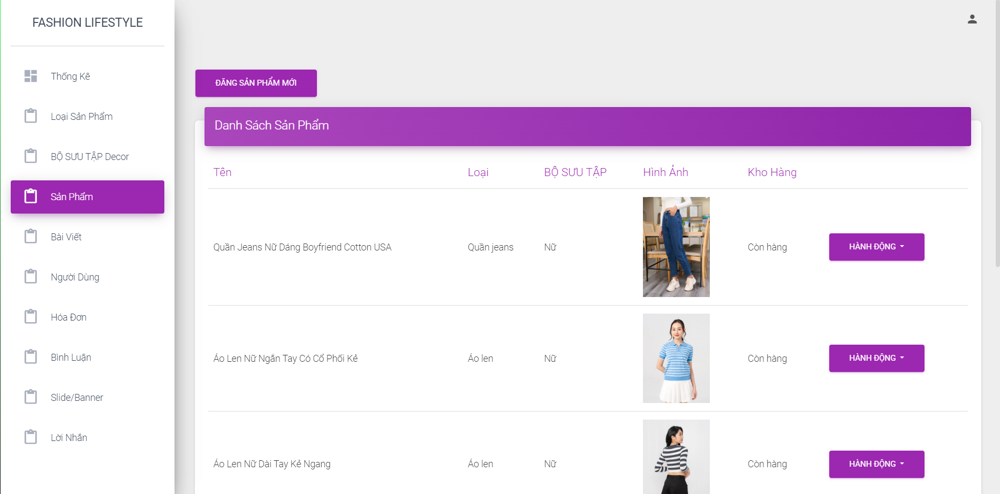 FASHION LIFESTYLE
Thống Kê
Loại Sản Phẩm
BỘ SƯU TẬP Decor
Sản Phẩm
Bài Viết
Người Dùng
Hóa Đơn
Bình Luận
Slide/Banner
Lời Nhắn
ĐĂNG SẢN PHẨM MỚI
Danh Sách Sản Phẩm
Tên Loại BỘ SƯU TẬP Hình Ảnh Kho Hàng
Quần Jeans Nữ Dáng Boyfriend Cotton USA Quần jeans Nữ Còn hàng HÀNH ĐỘNG
Áo Len Nữ Ngắn Tay Có Cổ Phối Kẻ Áo len Nữ Còn hàng HÀNH ĐỘNG
Áo Len Nữ Dài Tay Kẻ Ngang Áo len Nữ Còn hàng HÀNH ĐỘNG